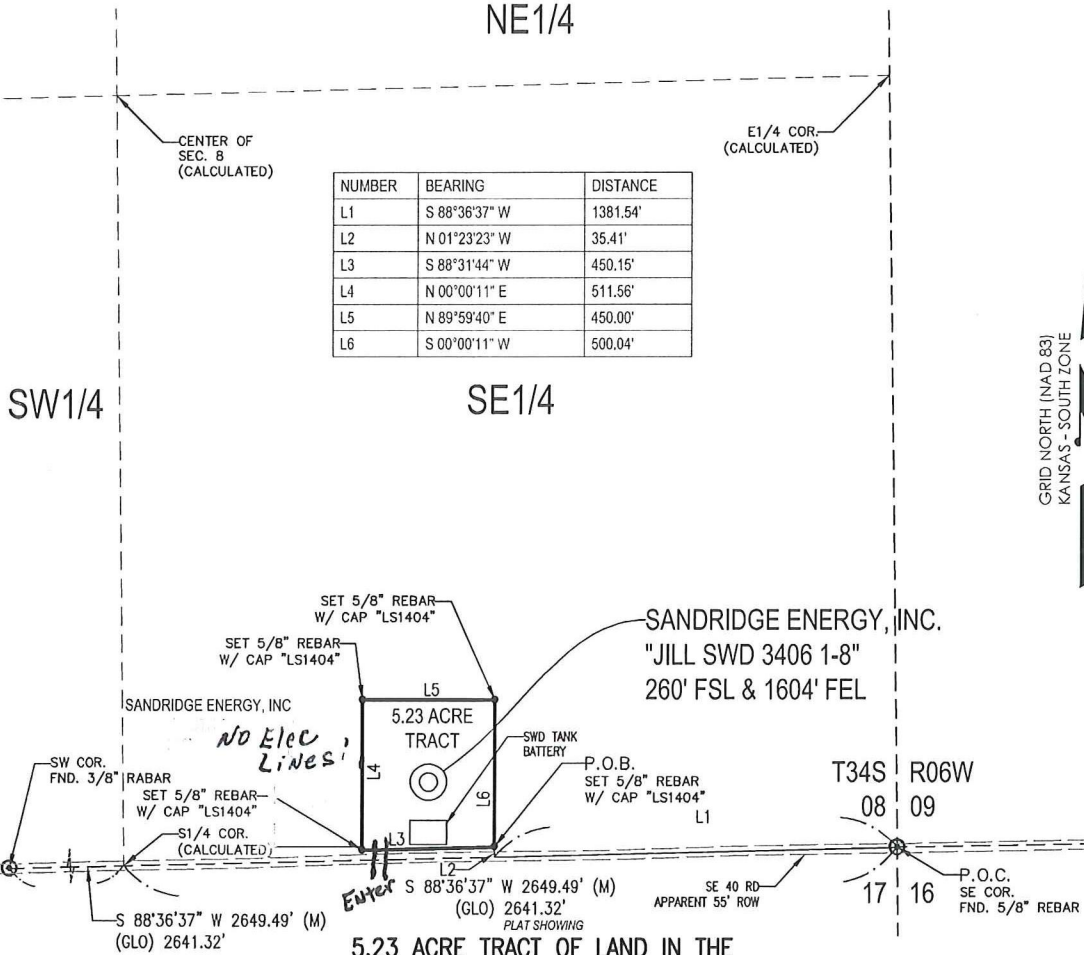 NE1/4
CENTER OF
SEC. 8
(CALCULATED)
E1/4 COR.
(CALCULATED)
NUMBER BEARING DISTANCE
L1 S 88°36'37" W 1381.54'
L2 N 01°23'23" W 35.41'
L3 S 88°31'44" W 450.15'
L4 N 00°00'11" E 511.56'
L5 N 89°59'40" E 450.00'
L6 S 00°00'11" W 500.04'
SW1/4
SE1/4
GRID NORTH (NAD 83)
KANSAS - SOUTH ZONE
SET 5/8" REBAR
W/ CAP "LS1404"
SET 5/8" REBAR
W/ CAP "LS1404"
SANDRIDGE ENERGY, INC.
"JILL SWD 3406 1-8"
260' FSL & 1604' FEL
SANDRIDGE ENERGY, INC
L5
5.23 ACRE
TRACT
NO Elec
Lines
L4
L6
SWD TANK
BATTERY
P.O.B.
SET 5/8" REBAR
W/ CAP "LS1404"
L1
T34S R06W
08 09
SW COR.
FND. 3/8" RABAR
SET 5/8" REBAR
W/ CAP "LS1404"
S1/4 COR.
(CALCULATED)
L3
L2
Enter
S 88°36'37" W 2649.49' (M)
(GLO) 2641.32'
SE 40 RD
APPARENT 55' ROW
17 16
P.O.C.
SE COR.
FND. 5/8" REBAR
S 88°36'37" W 2649.49' (M)
(GLO) 2641.32'
PLAT SHOWING
5.23 ACRE TRACT OF LAND IN THE